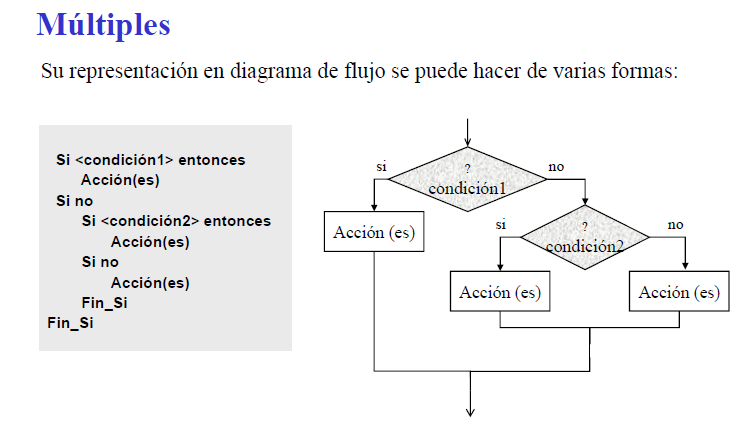 Múltiples
Su representación en diagrama de flujo se puede hacer de varias formas:
Si <condición1> entonces
Acción(es)
Si no
Si <condición2> entonces
Acción(es)
Si no
Acción(es)
Fin_Si
Fin_Si
si
?
condición1
no
Acción (es)
si
?
condición2
no
Acción (es)
Acción (es)